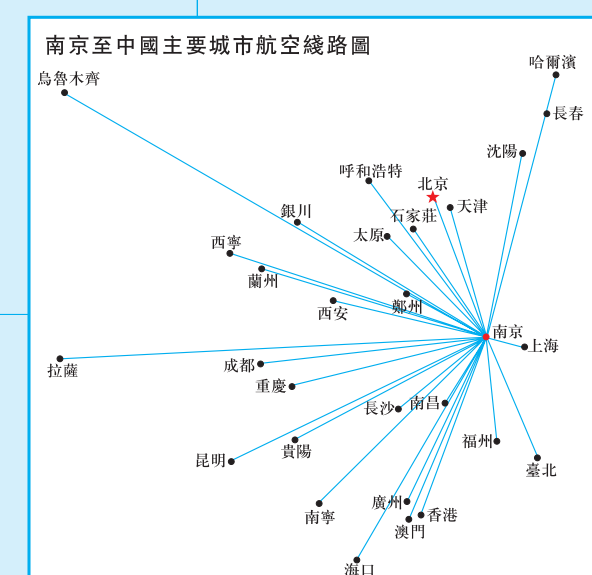 南京至中國主要城市航空綫路圖
哈爾濱
烏魯木齊
長春
沈陽
呼和浩特
北京
天津
銀川
石家莊
太原
西寧
蘭州
鄭州
西安
南京
上海
拉薩
成都
重慶
長沙
南昌
福州
貴陽
昆明
臺北
廣州
南寧
香港
澳門
海口